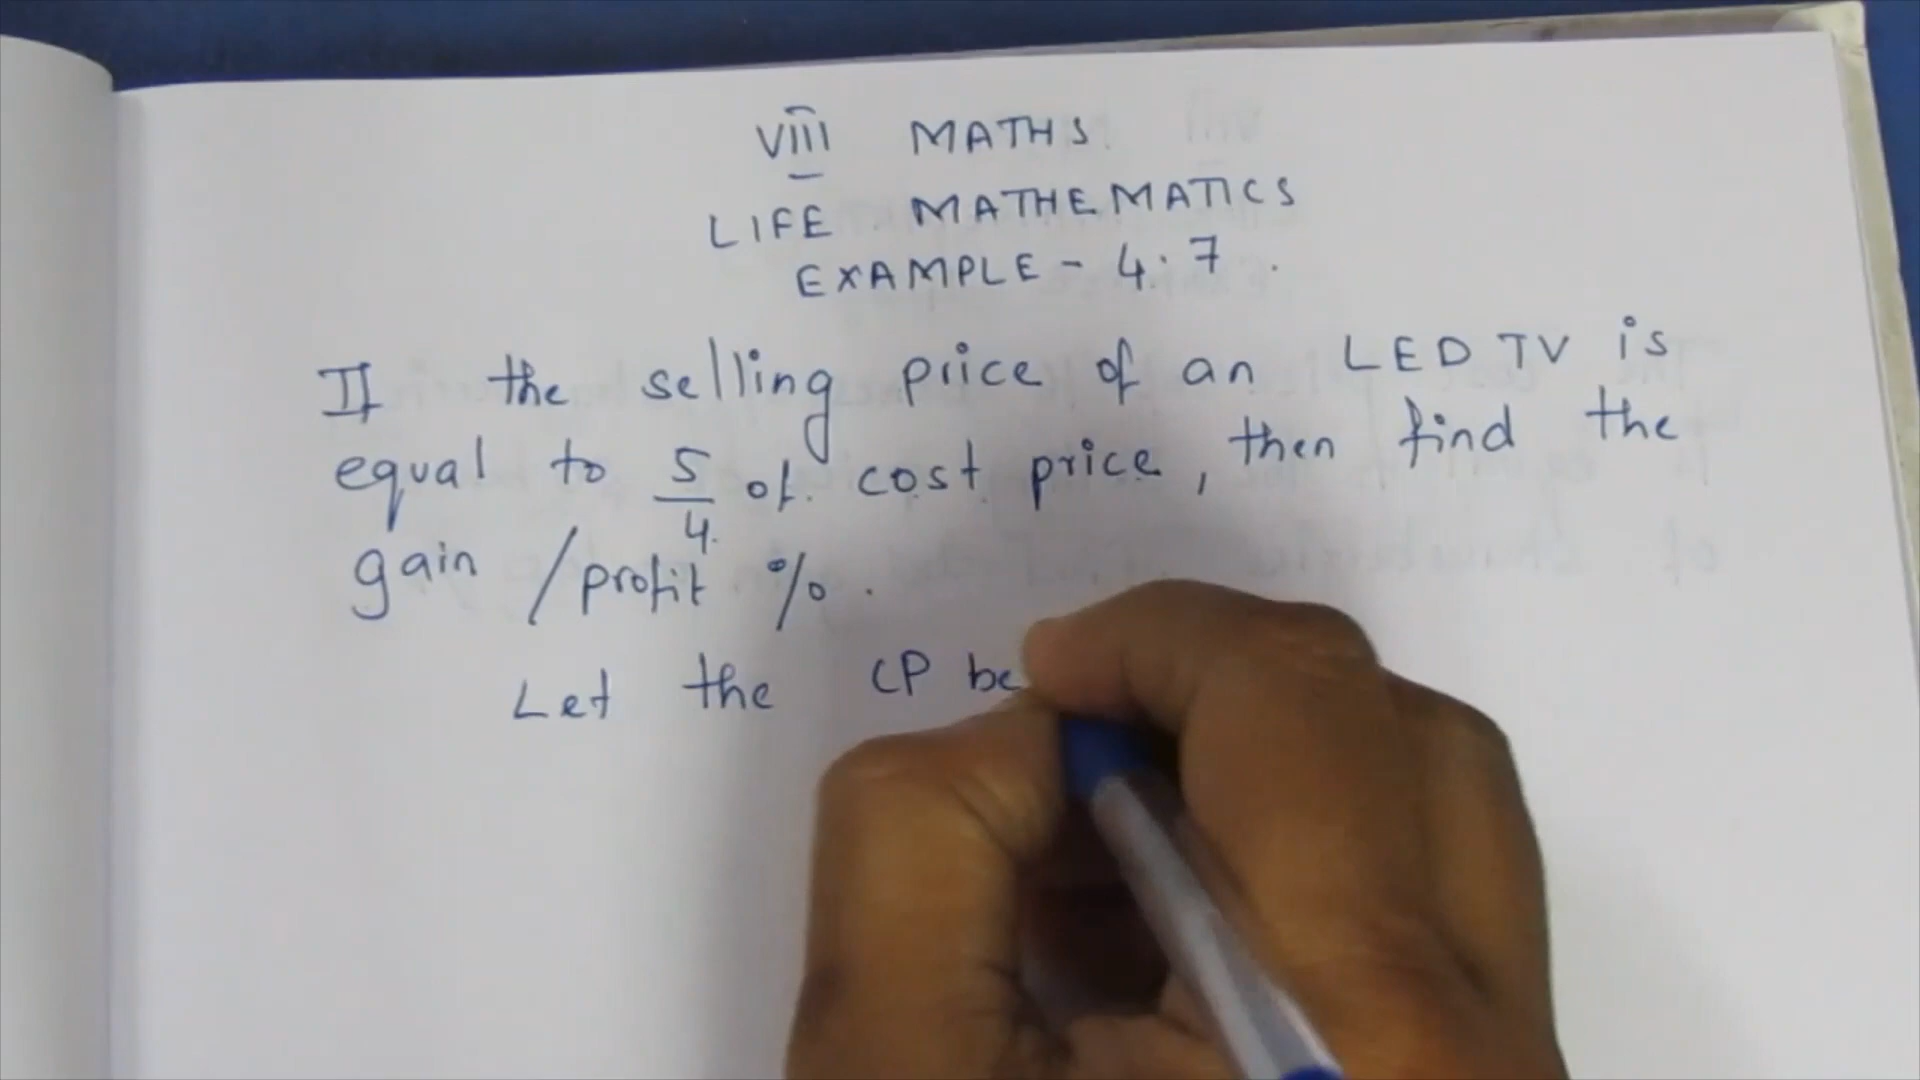 VIII MATHS
LIFE MATHEMATICS
EXAMPLE - 4.7.
If the selling price of an LED TV is
equal to 5/4 of cost price, then find the
gain / profit %.
Let the CP be